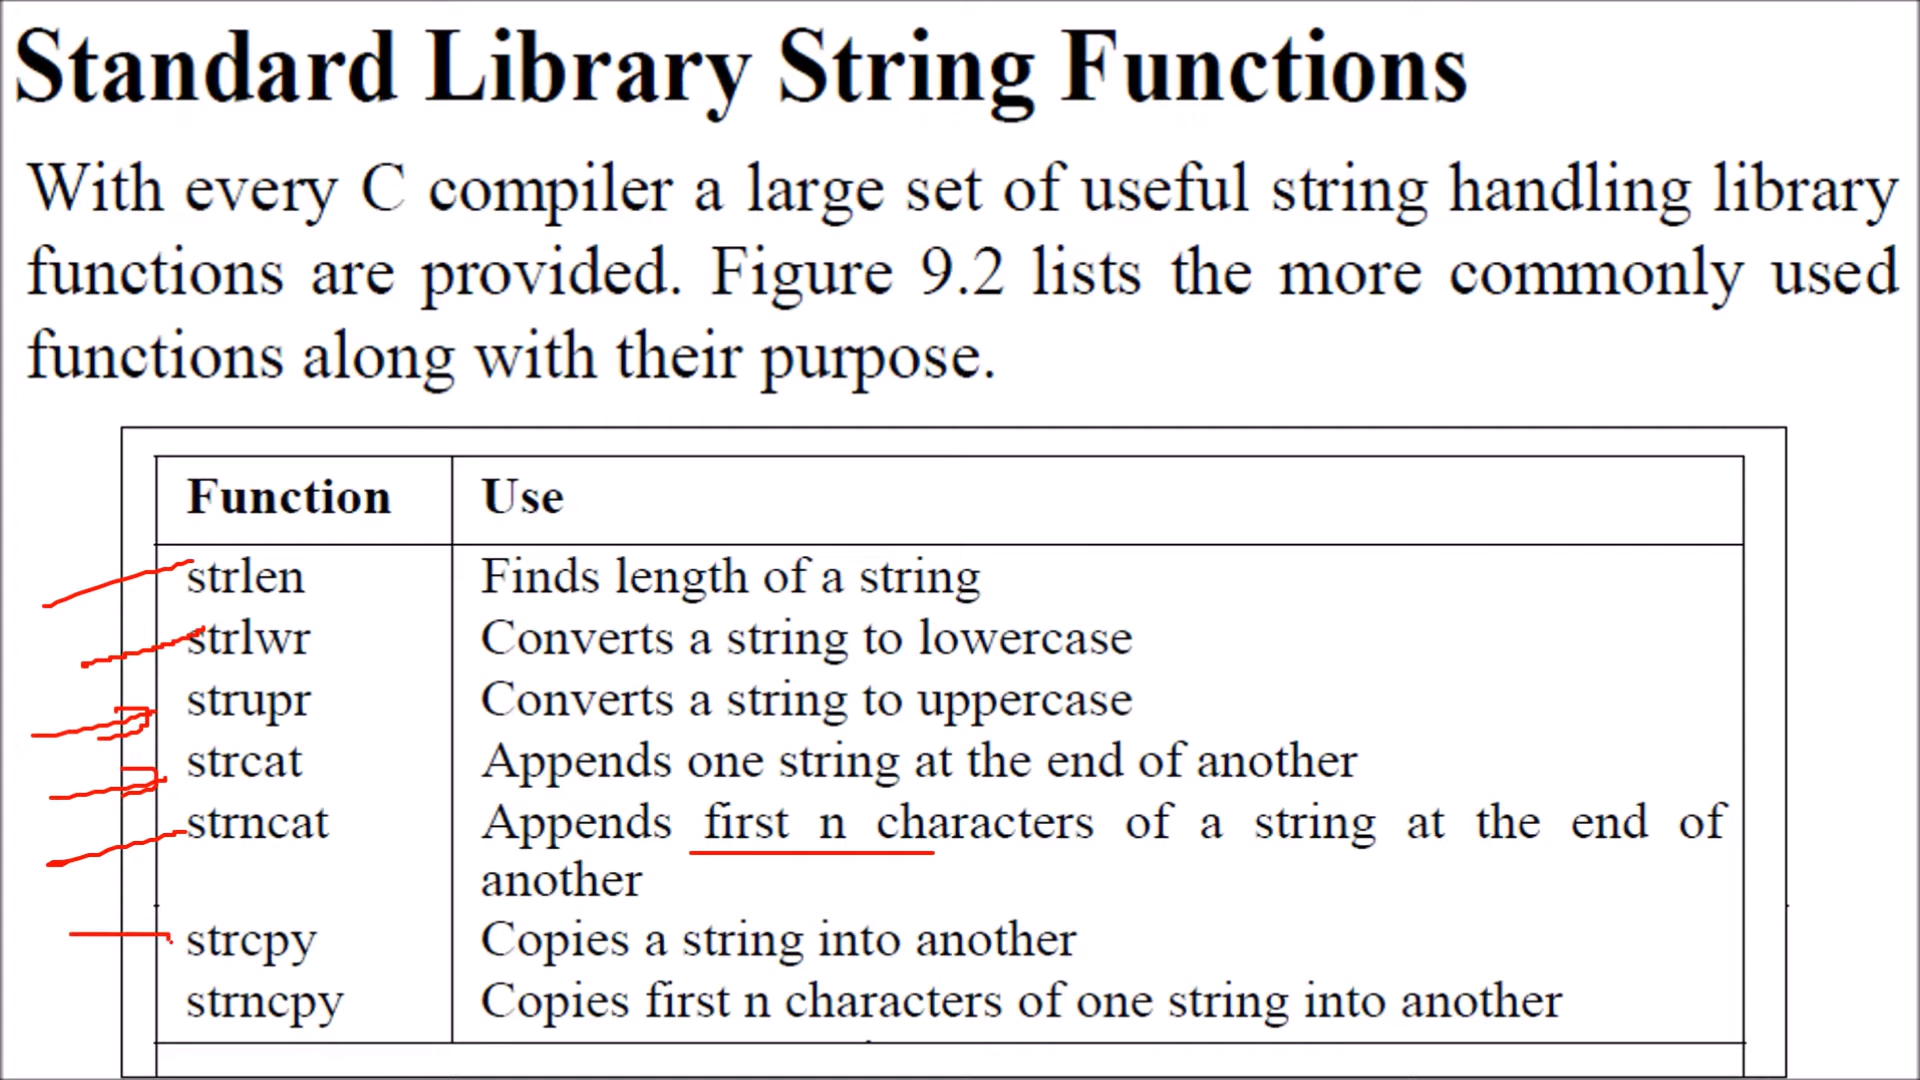 Standard Library String Functions
With every C compiler a large set of useful string handling library
functions are provided. Figure 9.2 lists the more commonly used
functions along with their purpose.
Function Use
strlen Finds length of a string
strlwr Converts a string to lowercase
strupr Converts a string to uppercase
strcat Appends one string at the end of another
strncat Appends first n characters of a string at the end of
another
strcpy Copies a string into another
strncpy Copies first n characters of one string into another